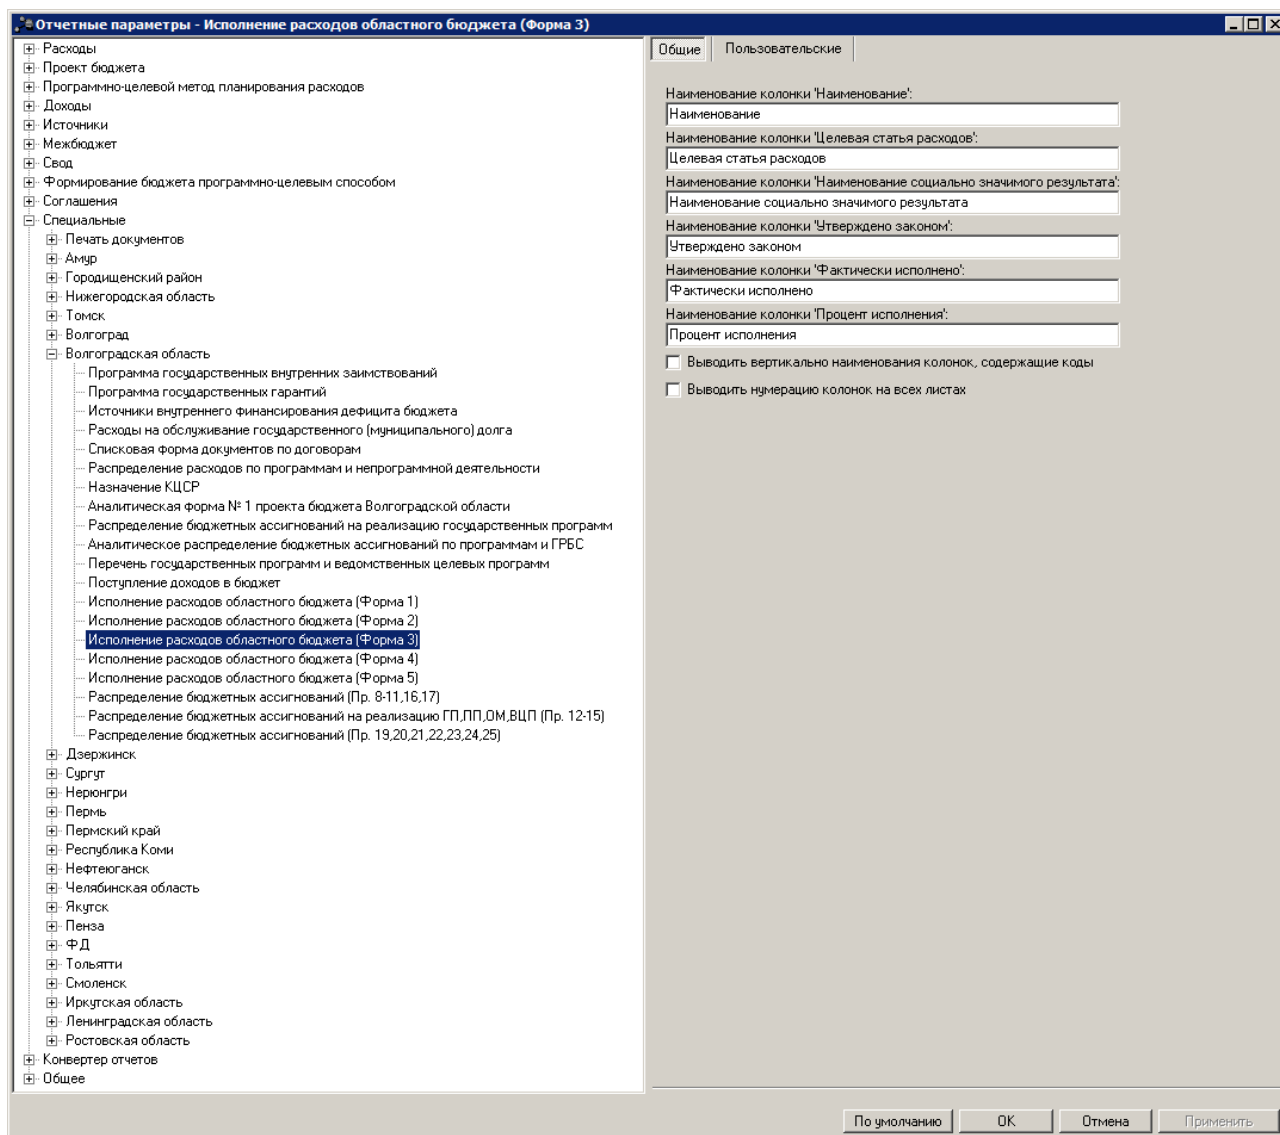 Отчетные параметры - Исполнение расходов областного бюджета (Форма 3)
Расходы
Проект бюджета
Программно-целевой метод планирования расходов
Доходы
Источники
Межбюджет
Свод
Формирование бюджета программно-целевым способом
Соглашения
Специальные
Печать документов
Амур
Городищенский район
Нижегородская область
Томск
Волгоград
Волгоградская область
Программа государственных внутренних заимствований
Программа государственных гарантий
Источники внутреннего финансирования дефицита бюджета
Расходы на обслуживание государственного (муниципального) долга
Списковая форма документов по договорам
Распределение расходов по программам и непрограммной деятельности
Назначение КЦСР
Аналитическая форма № 1 проекта бюджета Волгоградской области
Распределение бюджетных ассигнований на реализацию государственных программ
Аналитическое распределение бюджетных ассигнований по программам и ГРБС
Перечень государственных программ и ведомственных целевых программ
Поступление доходов в бюджет
Исполнение расходов областного бюджета (Форма 1)
Исполнение расходов областного бюджета (Форма 2)
Исполнение расходов областного бюджета (Форма 3)
Исполнение расходов областного бюджета (Форма 4)
Исполнение расходов областного бюджета (Форма 5)
Распределение бюджетных ассигнований (Пр. 8-11,16,17)
Распределение бюджетных ассигнований на реализацию ГП,ПП,ОМ,ВЦП (Пр. 12-15)
Распределение бюджетных ассигнований (Пр. 19,20,21,22,23,24,25)
Дзержинск
Сургут
Нерюнгри
Пермь
Пермский край
Республика Коми
Нефтеюганск
Челябинская область
Якутск
Пенза
ФД
Тольятти
Смоленск
Иркутская область
Ленинградская область
Ростовская область
Конвертер отчетов
Общее
Общие
Пользовательские
Наименование колонки 'Наименование':
Наименование
Наименование колонки 'Целевая статья расходов':
Целевая статья расходов
Наименование колонки 'Наименование социально значимого результата':
Наименование социально значимого результата
Наименование колонки 'Утверждено законом':
Утверждено законом
Наименование колонки 'Фактически исполнено':
Фактически исполнено
Наименование колонки 'Процент исполнения':
Процент исполнения
Выводить вертикально наименования колонок, содержащие коды
Выводить нумерацию колонок на всех листах
По умолчанию
OK
Отмена
Применить